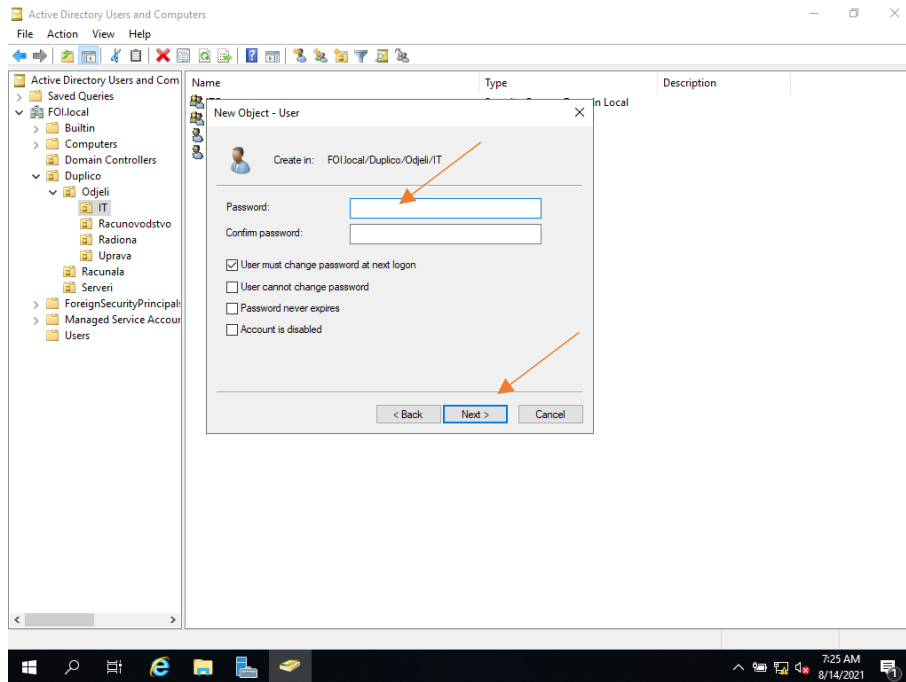 Active Directory Users and Computers
File Action View Help
Active Directory Users and Com
Saved Queries
FOI.local
Builtin
Computers
Domain Controllers
Duplico
Odjeli
IT
Racunovodstvo
Radiona
Uprava
Racunala
Serveri
ForeignSecurityPrincipals
Managed Service Accour
Users
Name Type Description
in Local
New Object - User
Create in: FOI.local/Duplico/Odjeli/IT
Password:
Confirm password:
User must change password at next logon
User cannot change password
Password never expires
Account is disabled
< Back Next > Cancel
7:25 AM
8/14/2021
1